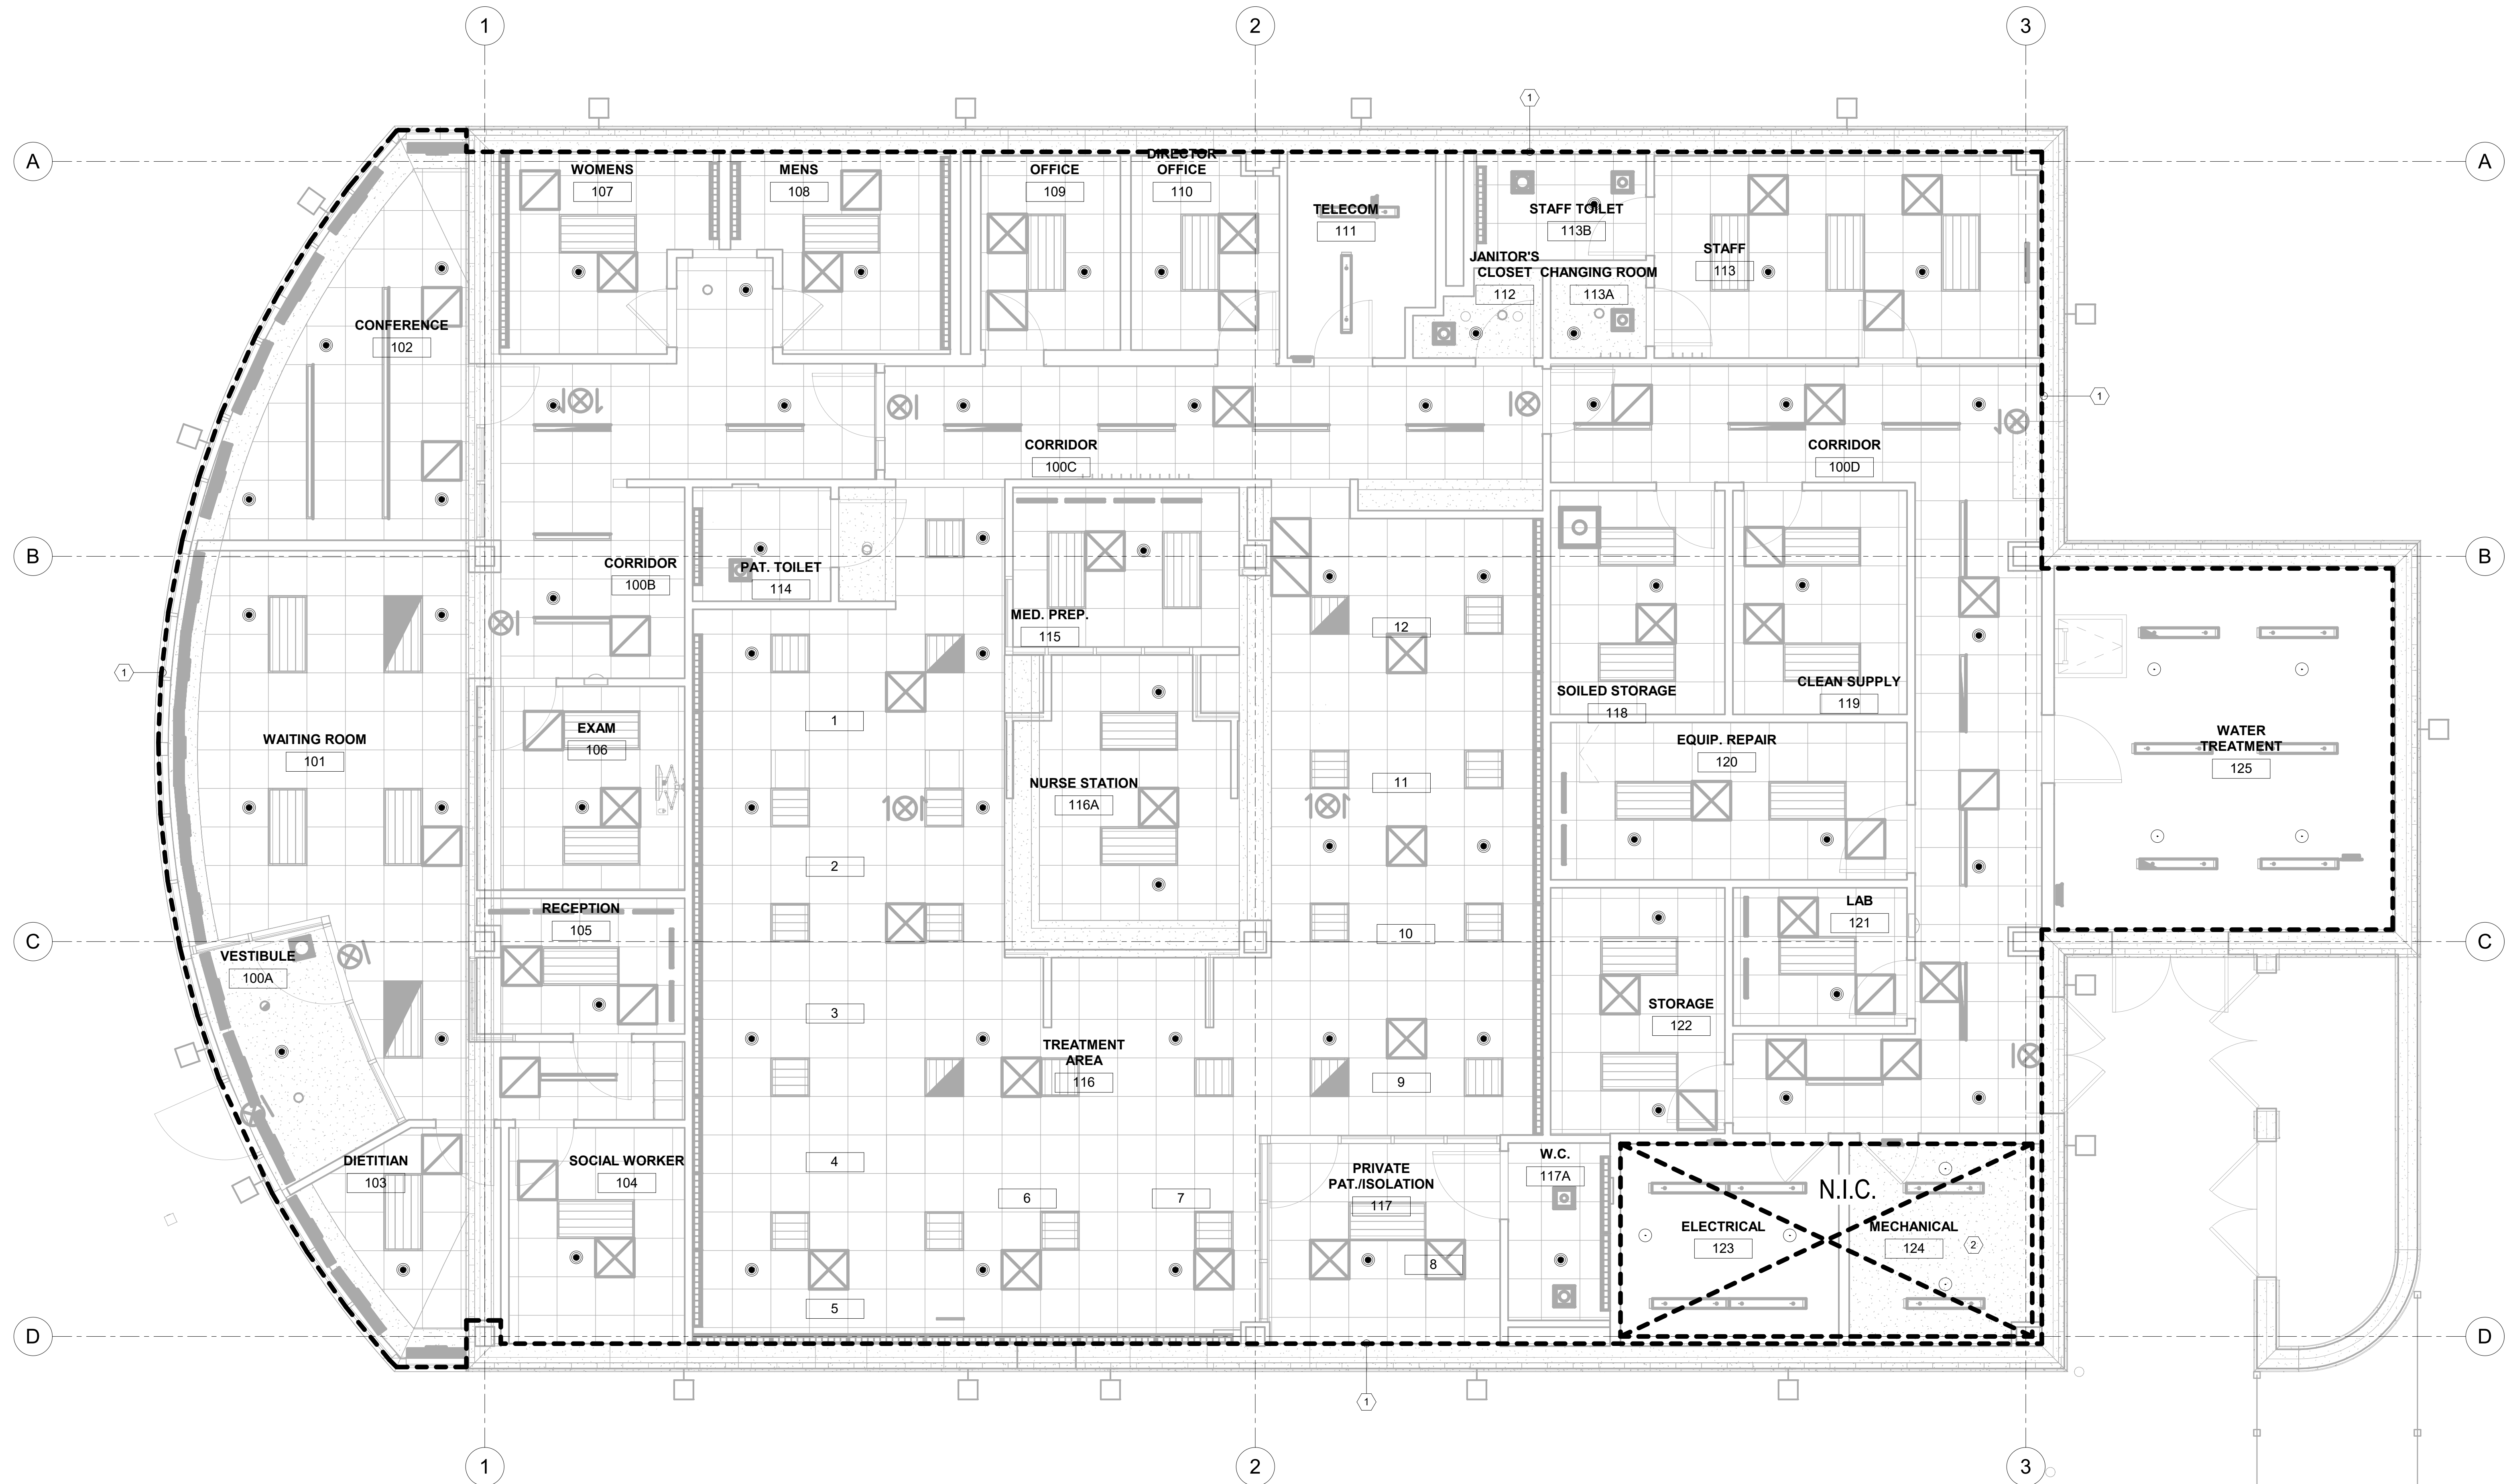 1
2
3
A
A
1
DIRECTOR
WOMENS
107
MENS
108
OFFICE
109
OFFICE
110
TELECOM
111
STAFF TOILET
113B
STAFF
113
JANITOR'S
CLOSET
112
CHANGING ROOM
113A
CONFERENCE
102
1
CORRIDOR
100C
CORRIDOR
100D
B
B
CORRIDOR
100B
PAT. TOILET
114
MED. PREP.
115
12
1
SOILED STORAGE
118
CLEAN SUPPLY
119
1
EXAM
106
WAITING ROOM
101
EQUIP. REPAIR
120
WATER
TREATMENT
125
NURSE STATION
116A
11
2
RECEPTION
105
LAB
121
10
C
C
VESTIBULE
100A
3
STORAGE
122
TREATMENT
AREA
116
9
4
DIETITIAN
103
SOCIAL WORKER
104
6
7
PRIVATE
PAT./ISOLATION
117
W.C.
117A
N.I.C.
ELECTRICAL
123
MECHANICAL
124
2
8
5
D
D
1
1
2
3